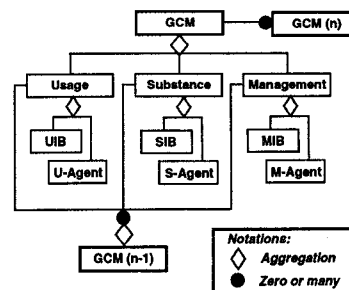 GCM
GCM (n)
Usage
Substance
Management
UIB
SIB
MIB
U-Agent
S-Agent
M-Agent
GCM (n-1)
Notations:
Aggregation
Zero or many